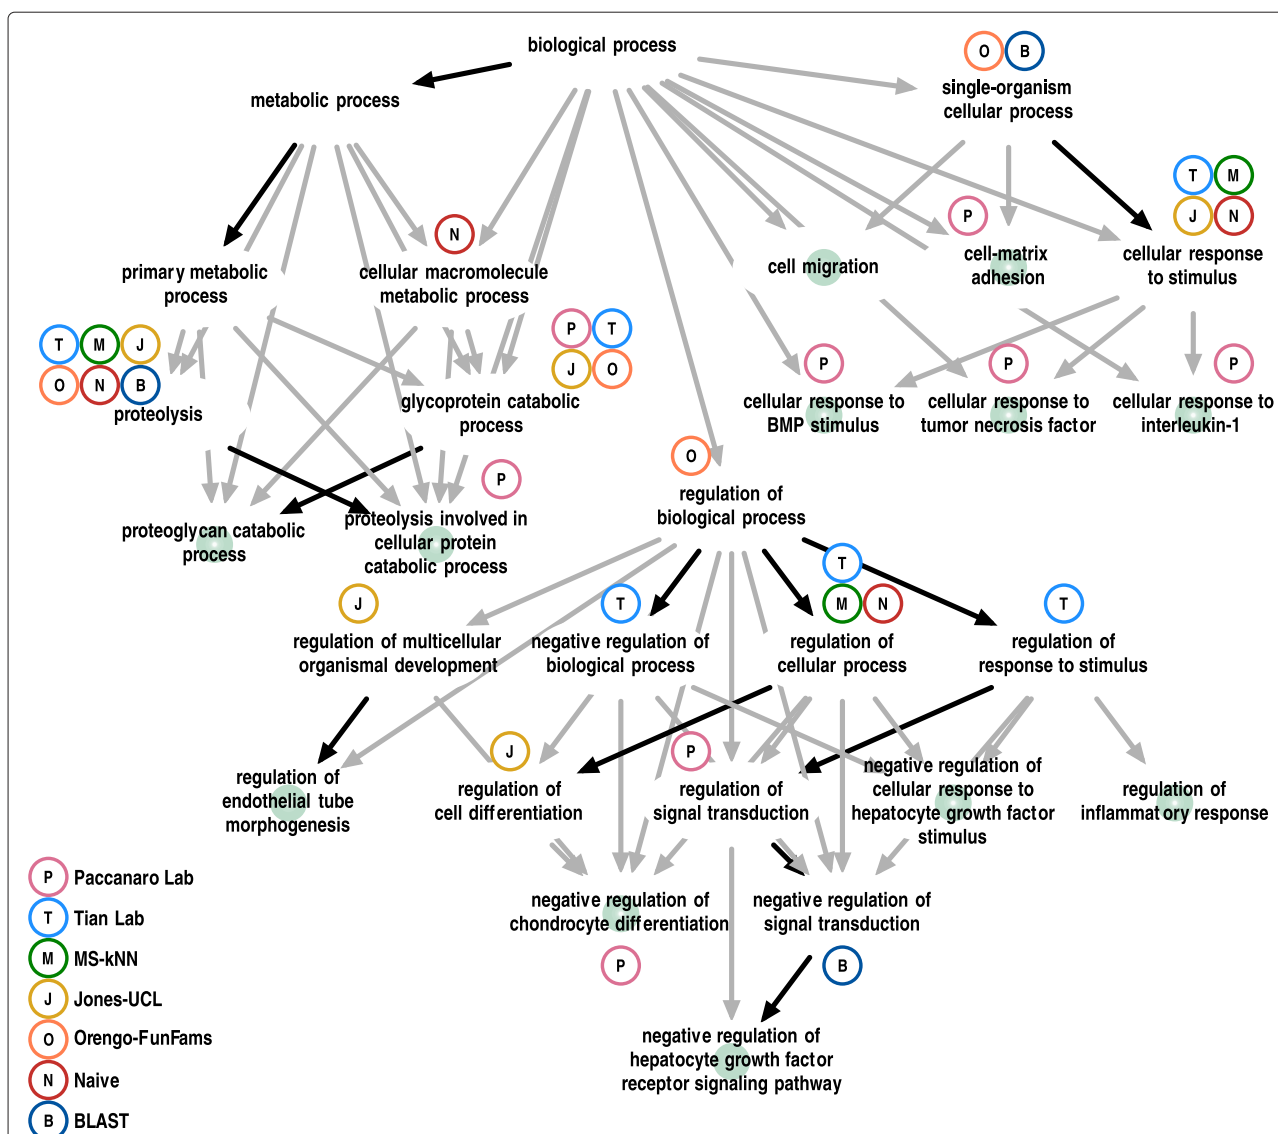 biological process
O B
single-organism
cellular process
metabolic process
T M
J N
N
P
primary metabolic
process
cellular macromolecule
metabolic process
cell migration
cell-matrix
adhesion
cellular response
to stimulus
T M J
O N B
proteolysis
P T
J O
glycoprotein catabolic
process
P
cellular response to
BMP stimulus
P
cellular response to
tumor necrosis factor
P
cellular response to
interleukin-1
O
regulation of
biological process
P
proteoglycan catabolic
process
proteolysis involved in
cellular protein
catabolic process
J
regulation of multicellular
organismal development
T
negative regulation of
biological process
T
M N
regulation of
cellular process
T
regulation of
response to stimulus
regulation of
endothelial tube
morphogenesis
J
regulation of
cell differentiation
P
regulation of
signal transduction
negative regulation of
cellular response to
hepatocyte growth factor
stimulus
regulation of
inflammatory response
negative regulation of
chondrocyte differentiation
P
negative regulation of
signal transduction
B
negative regulation of
hepatocyte growth factor
receptor signaling pathway
P Paccanaro Lab
T Tian Lab
M MS-kNN
J Jones-UCL
O Orengo-FunFams
N Naive
B BLAST